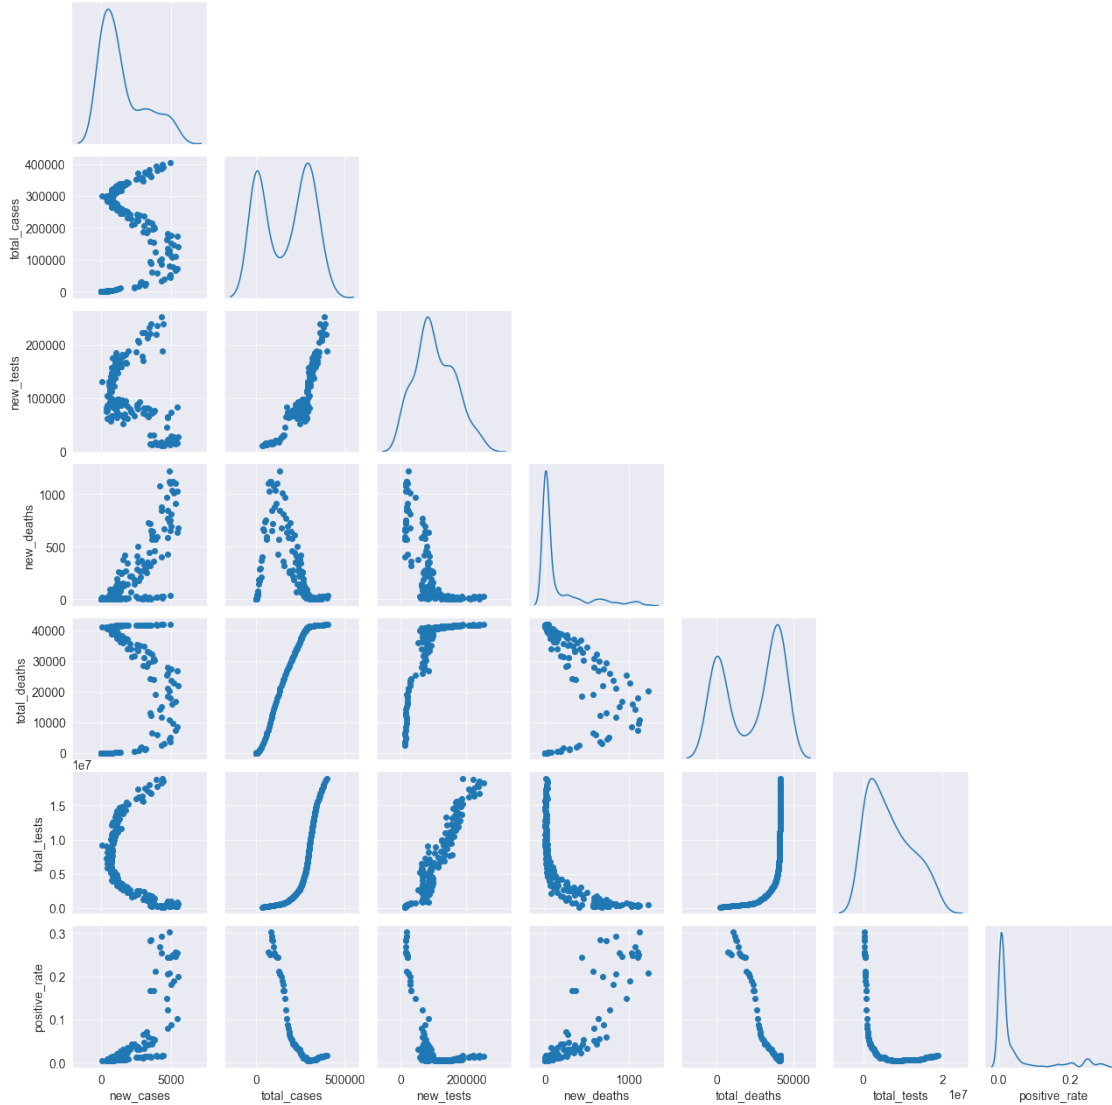 total_cases
400000
300000
200000
100000
0
new_tests
200000
100000
0
new_deaths
1000
500
0
total_deaths
40000
30000
20000
10000
0
1e7
total_tests
1.5
1.0
0.5
0.0
positive_rate
0.3
0.2
0.1
0.0
0 5000
new_cases
0 500000
total_cases
0 200000
new_tests
0 1000
new_deaths
0 50000
total_deaths
0 2
1e7
total_tests
0.0 0.2
positive_rate